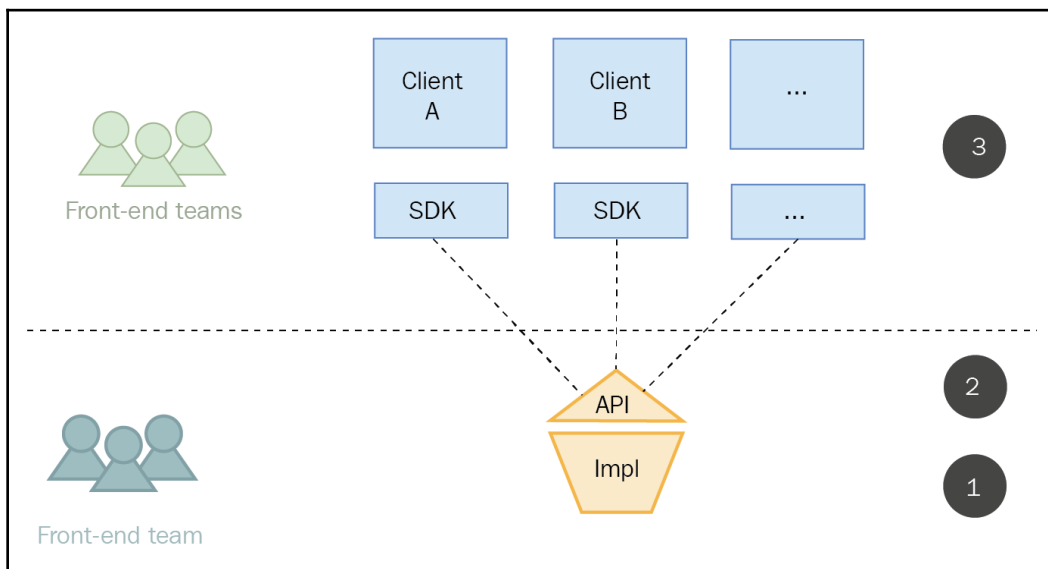 Client
A
Client
B
...
3
Front-end teams
SDK
SDK
...
2
API
Impl
1
Front-end team